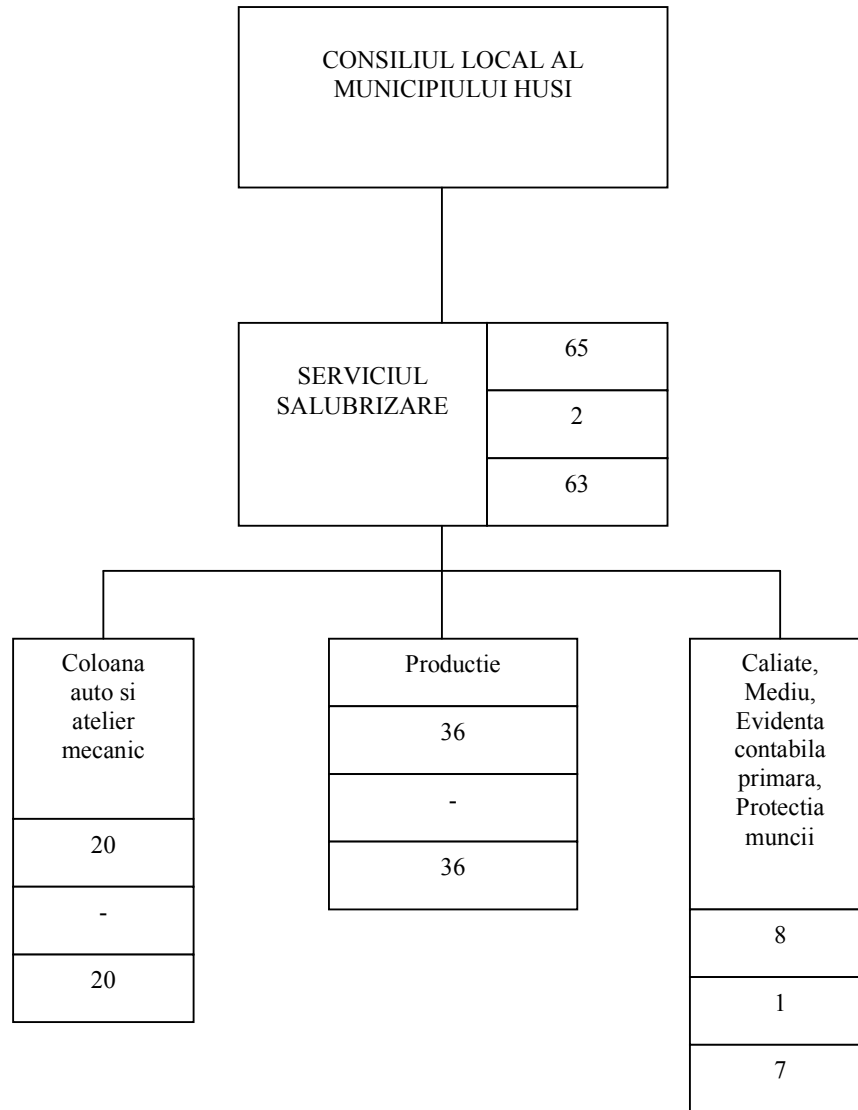 CONSILIUL LOCAL AL
MUNICIPIULUI HUSI
SERVICIUL
SALUBRIZARE
65
2
63
Coloana
auto si
atelier
mecanic
20
-
20
Productie
36
-
36
Caliate,
Mediu,
Evidenta
contabila
primara,
Protectia
muncii
8
1
7